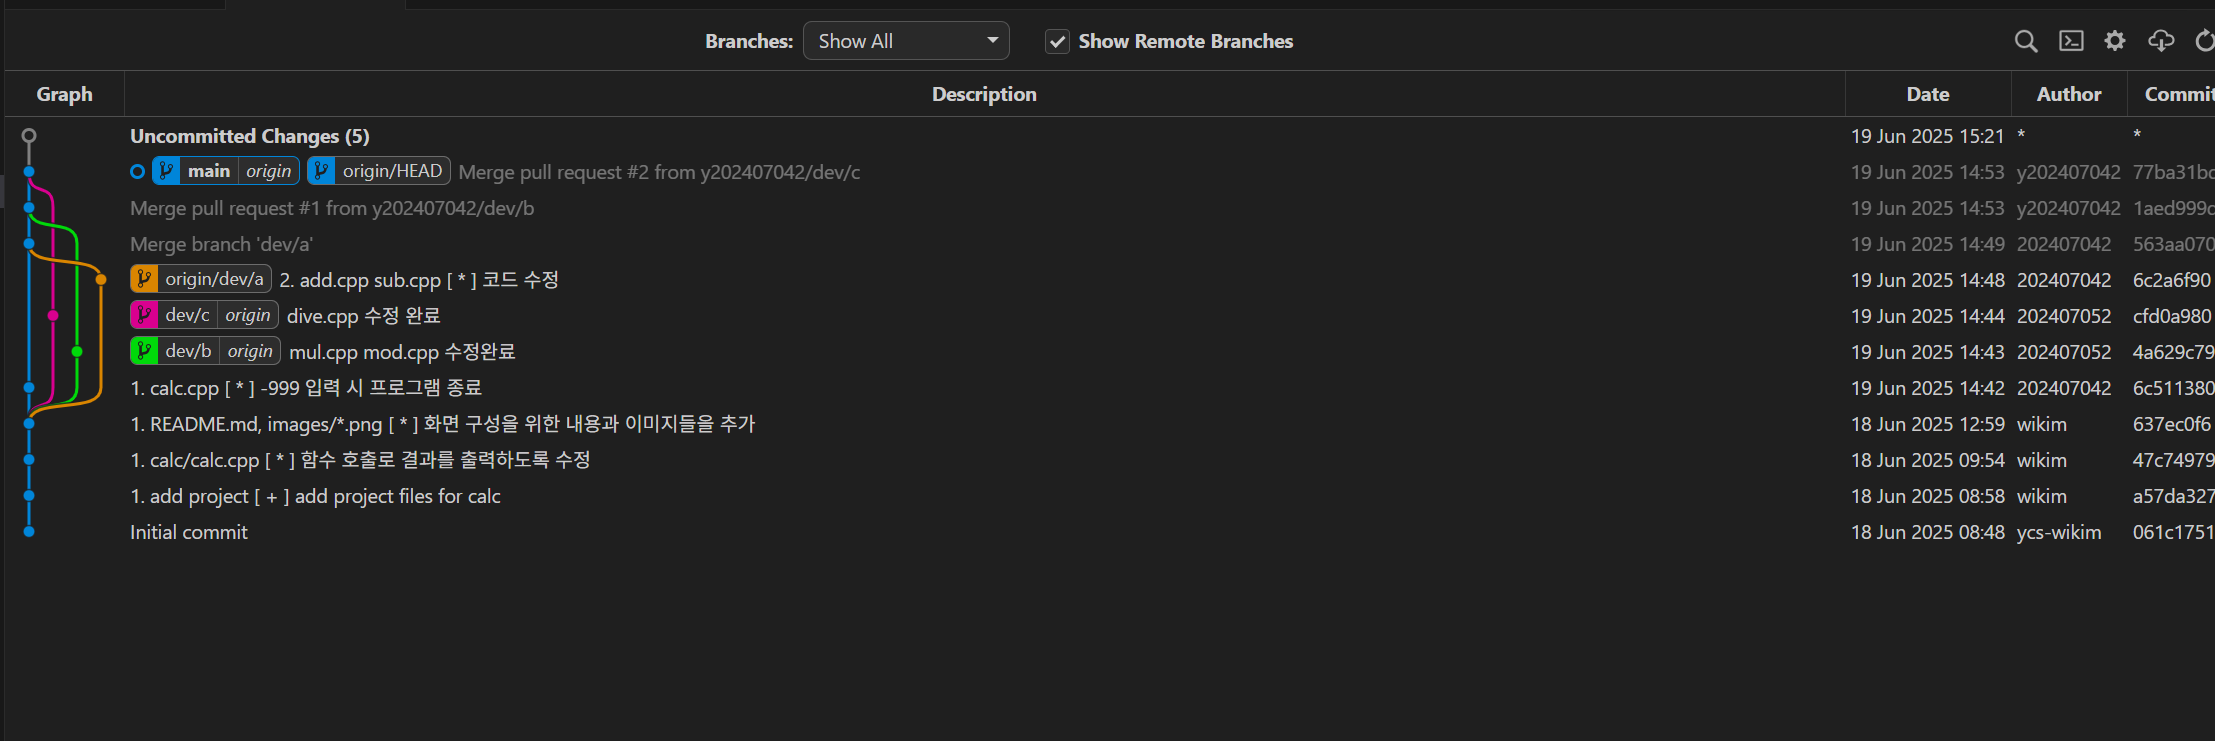 Branches: Show All Show Remote Branches
Graph Description Date Author Commit
Uncommitted Changes (5) 19 Jun 2025 15:21 * *
main origin origin/HEAD Merge pull request #2 from y202407042/dev/c 19 Jun 2025 14:53 y202407042 77ba31bc
Merge pull request #1 from y202407042/dev/b 19 Jun 2025 14:53 y202407042 1aed999c
Merge branch 'dev/a' 19 Jun 2025 14:49 202407042 563aa070
origin/dev/a 2. add.cpp sub.cpp [ * ] 코드 수정 19 Jun 2025 14:48 202407042 6c2a6f90
dev/c origin dive.cpp 수정 완료 19 Jun 2025 14:44 202407052 cfd0a980
dev/b origin mul.cpp mod.cpp 수정완료 19 Jun 2025 14:43 202407052 4a629c79
1. calc.cpp [ * ] -999 입력 시 프로그램 종료 19 Jun 2025 14:42 202407042 6c511380
1. README.md, images/*.png [ * ] 화면 구성을 위한 내용과 이미지들을 추가 18 Jun 2025 12:59 wikim 637ec0f6
1. calc/calc.cpp [ * ] 함수 호출로 결과를 출력하도록 수정 18 Jun 2025 09:54 wikim 47c74979
1. add project [ + ] add project files for calc 18 Jun 2025 08:58 wikim a57da327
Initial commit 18 Jun 2025 08:48 ycs-wikim 061c1751